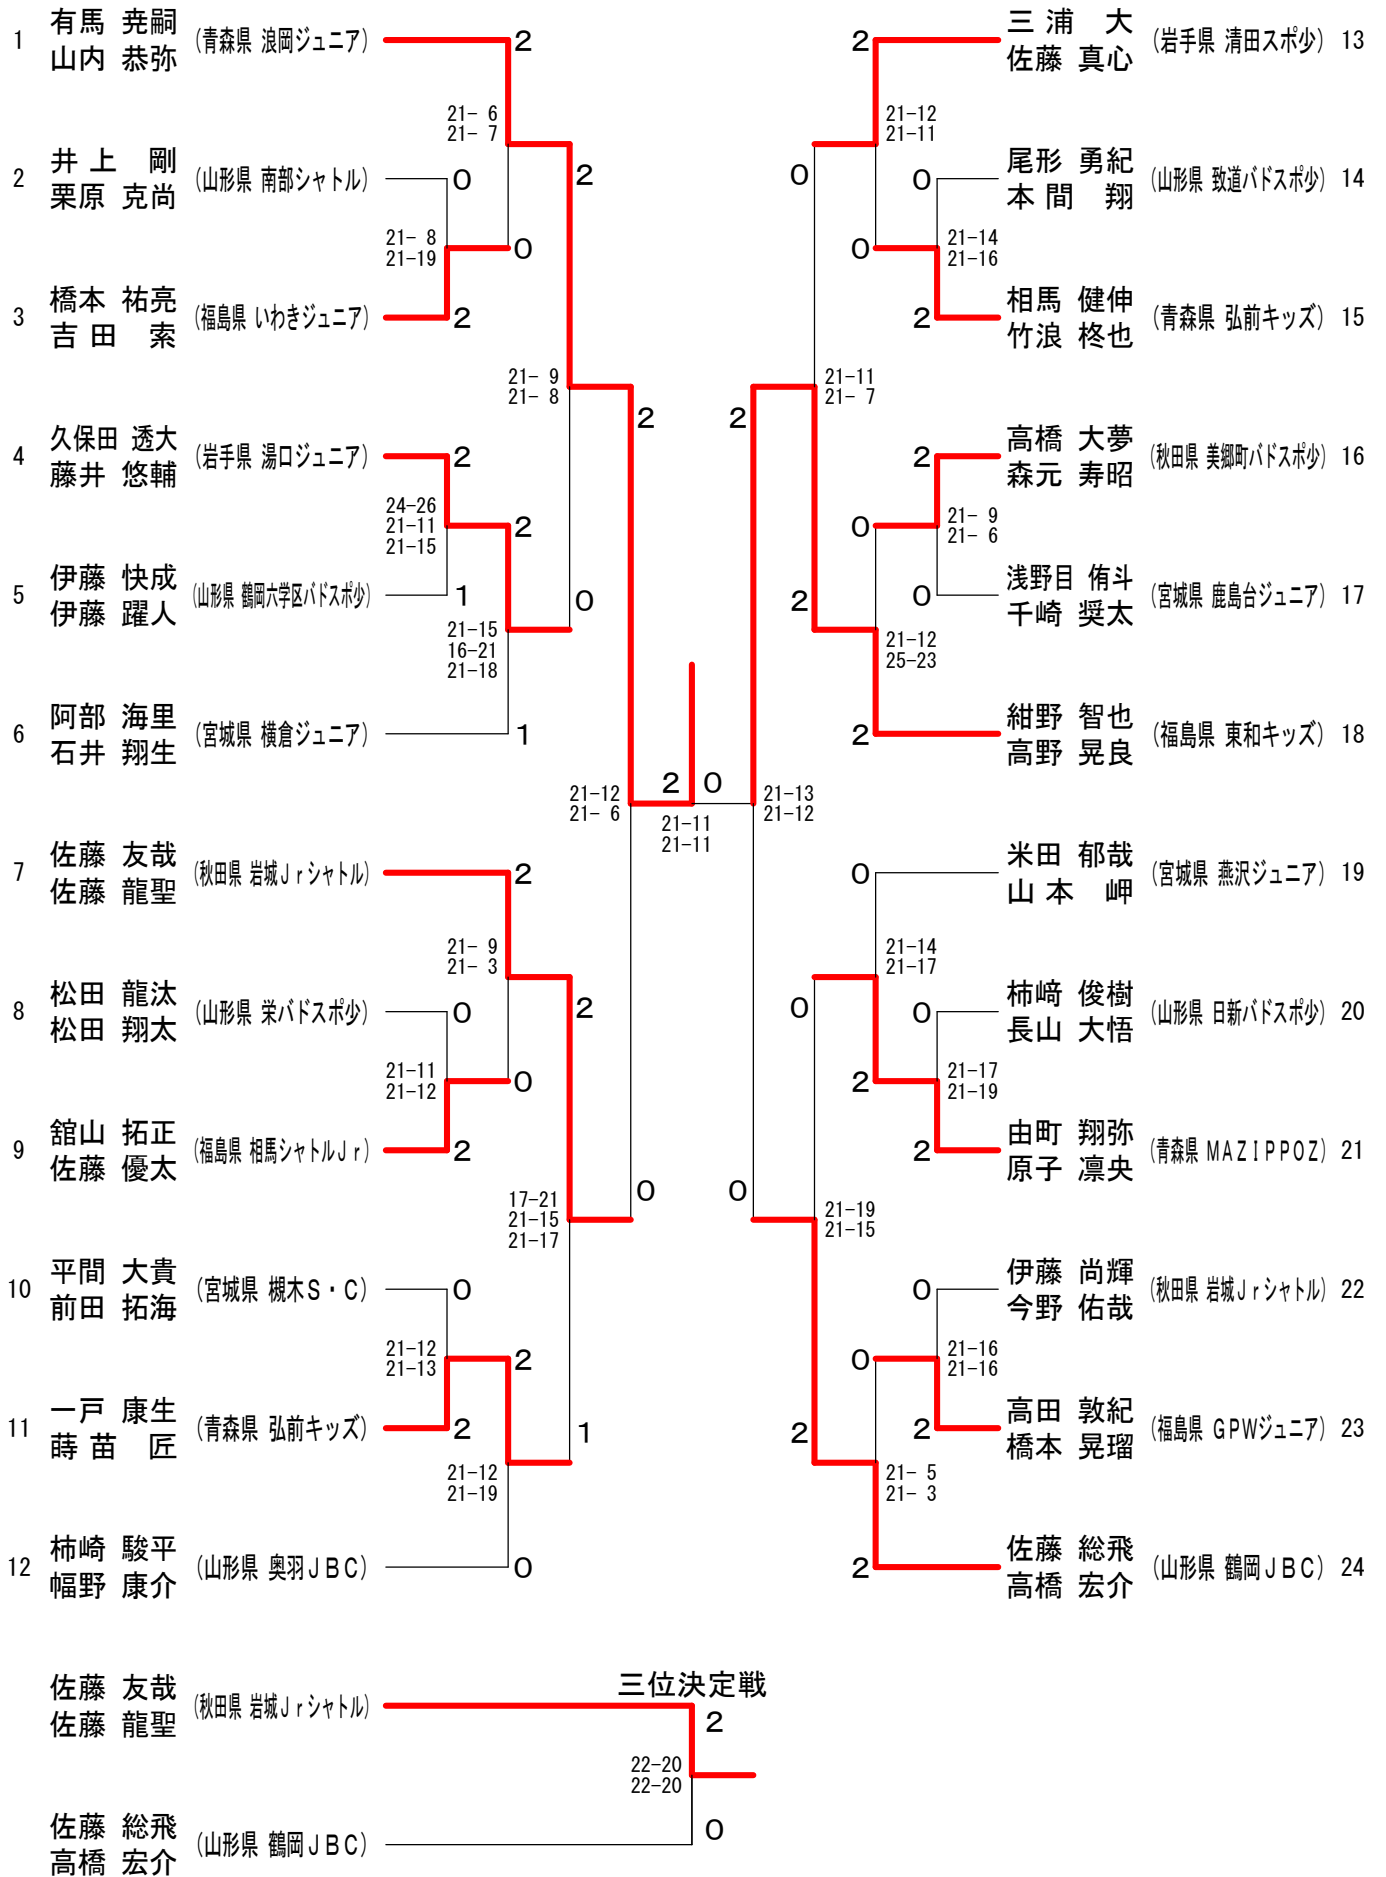 1 有馬 尭嗣 山内 恭弥 (青森県 浪岡ジュニア) 2
21- 6
21- 7
2
2 井上 剛 栗原 克尚 (山形県 南部シャトル) 0
21- 8
21-19
0
3 橋本 祐亮 吉田 索 (福島県 いわきジュニア) 2
21- 9
21- 8
2
4 久保田 透大 藤井 悠輔 (岩手県 湯口ジュニア) 2
24-26
21-11
21-15
2
5 伊藤 快成 伊藤 躍人 (山形県 鶴岡六学区バドスポ少) 1
0
21-15
16-21
21-18
6 阿部 海里 石井 翔生 (宮城県 横倉ジュニア) 1
21-12
21- 6
2 0
21-11
21-11
7 佐藤 友哉 佐藤 龍聖 (秋田県 岩城Jrシャトル) 2
21- 9
21- 3
2
8 松田 龍汰 松田 翔太 (山形県 栄バドスポ少) 0
21-11
21-12
0
9 舘山 拓正 佐藤 優太 (福島県 相馬シャトルJr) 2
17-21
21-15
21-17
0
10 平間 大貴 前田 拓海 (宮城県 槻木S・C) 0
21-12
21-13
2
11 一戸 康生 蒔苗 匠 (青森県 弘前キッズ) 2
1
21-12
21-19
12 柿崎 駿平 幅野 康介 (山形県 奥羽JBC) 0
2 三浦 大 佐藤 真心 (岩手県 清田スポ少) 13
21-12
21-11
0
0 尾形 勇紀 本間 翔 (山形県 致道バドスポ少) 14
0
21-14
21-16
2 相馬 健伸 竹浪 柊也 (青森県 弘前キッズ) 15
21-11
21- 7
2
2 高橋 大夢 森元 寿昭 (秋田県 美郷町バドスポ少) 16
0
21- 9
21- 6
0 浅野目 侑斗 千崎 奨太 (宮城県 鹿島台ジュニア) 17
2
21-12
25-23
2 紺野 智也 高野 晃良 (福島県 東和キッズ) 18
21-13
21-12
0 米田 郁哉 山本 岬 (宮城県 燕沢ジュニア) 19
21-14
21-17
0
0 柿﨑 俊樹 長山 大悟 (山形県 日新バドスポ少) 20
2
21-17
21-19
2 由町 翔弥 原子 凛央 (青森県 MAZIPPOZ) 21
0
21-19
21-15
0 伊藤 尚輝 今野 佑哉 (秋田県 岩城Jrシャトル) 22
0
21-16
21-16
2 高田 敦紀 橋本 晃瑠 (福島県 GPWジュニア) 23
2
21- 5
21- 3
2 佐藤 総飛 高橋 宏介 (山形県 鶴岡JBC) 24
三位決定戦
佐藤 友哉 佐藤 龍聖 (秋田県 岩城Jrシャトル) 2
22-20
22-20
佐藤 総飛 高橋 宏介 (山形県 鶴岡JBC) 0